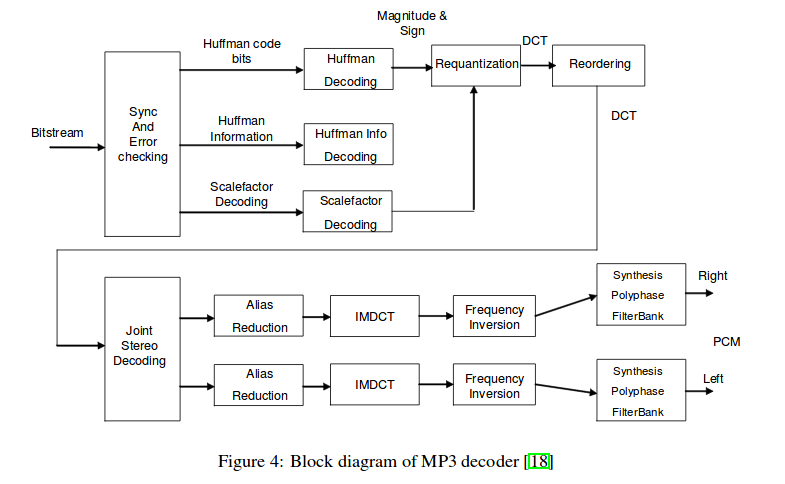 Magnitude &
Sign
DCT
Huffman code
bits
Huffman
Decoding
Requantization
Reordering
Sync
And
Error
checking
Bitstream
Huffman
Information
Huffman Info
Decoding
DCT
Scalefactor
Decoding
Scalefactor
Decoding
Joint
Stereo
Decoding
Alias
Reduction
IMDCT
Frequency
Inversion
Synthesis
Polyphase
FilterBank
Right
PCM
Alias
Reduction
IMDCT
Frequency
Inversion
Synthesis
Polyphase
FilterBank
Left
Figure 4: Block diagram of MP3 decoder [18]